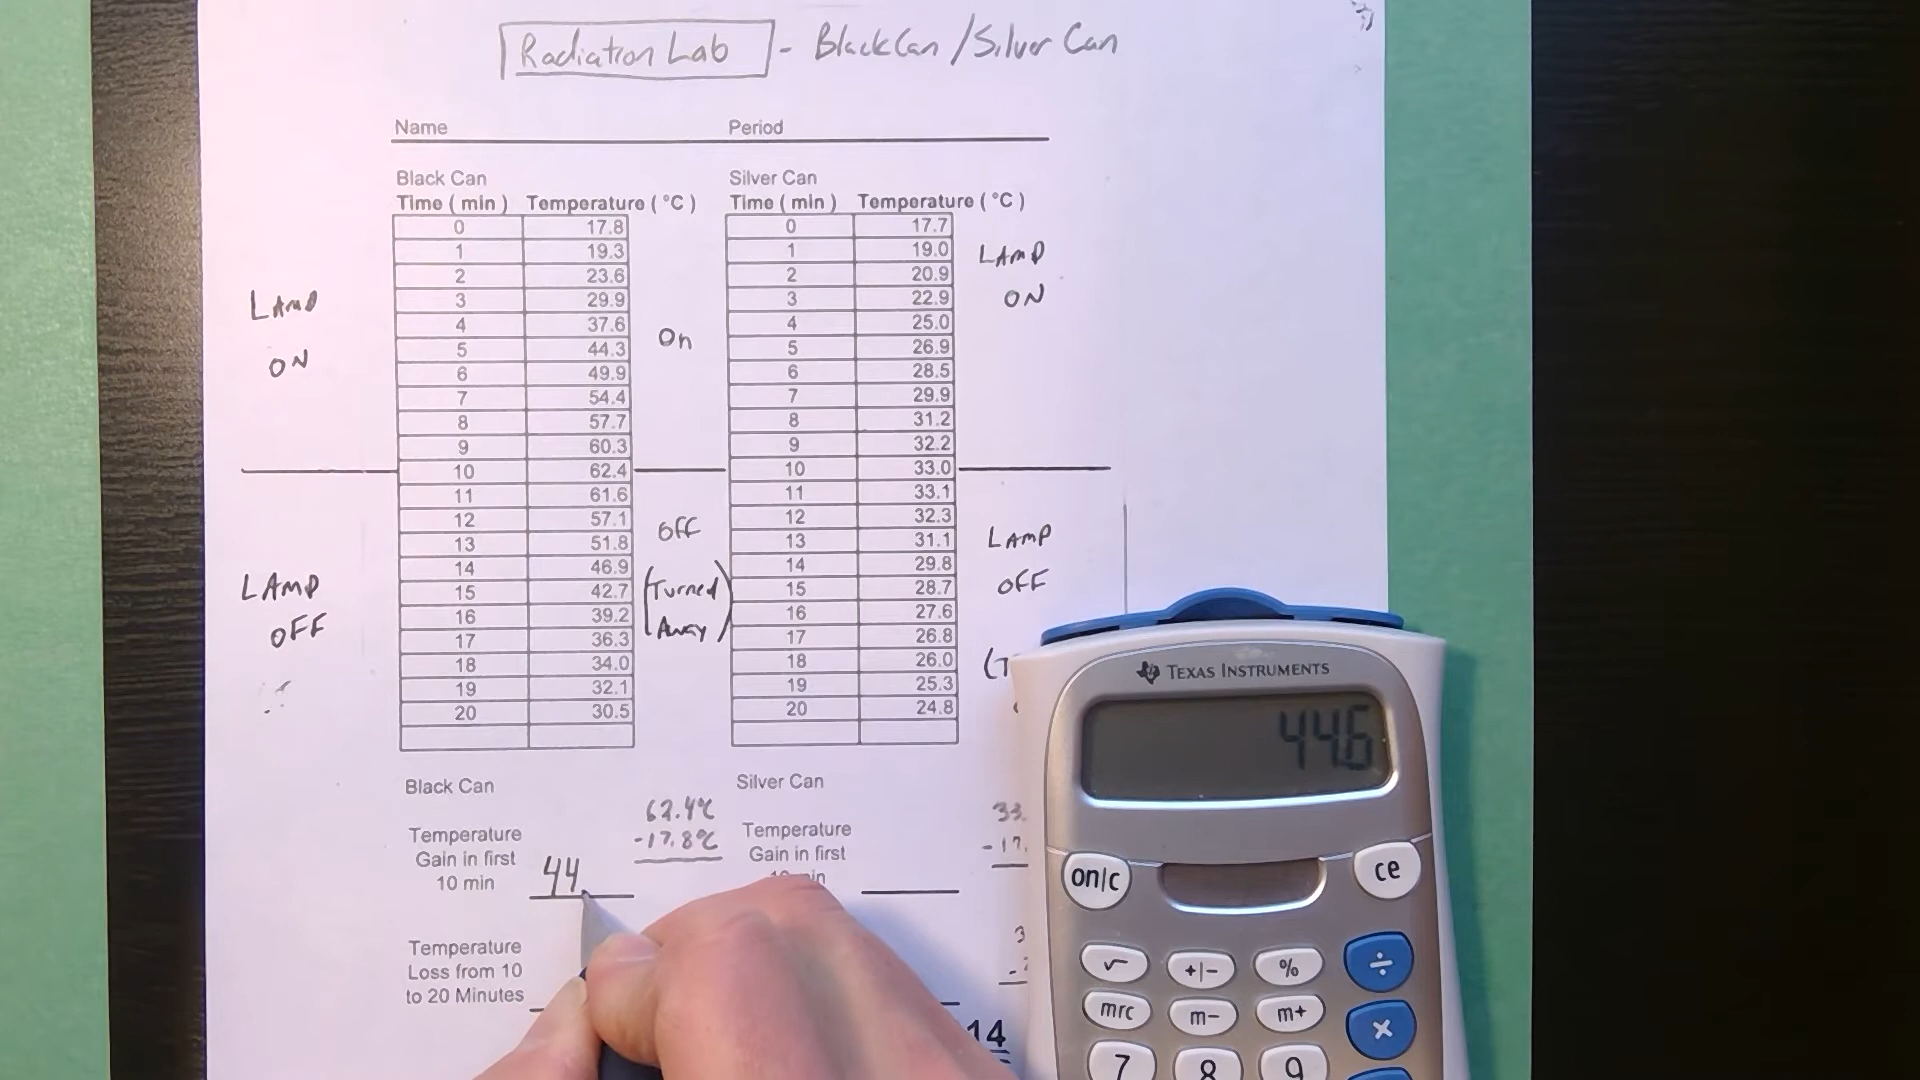 Radiation Lab - Black Can / Silver Can
Name Period
Black Can Silver Can
Time ( min ) Temperature ( °C ) Time ( min ) Temperature ( °C )
0 17.8 0 17.7
1 19.3 1 19.0
2 23.6 2 20.9
3 29.9 3 22.9
4 37.6 4 25.0
5 44.3 5 26.9
6 49.9 6 28.5
7 54.4 7 29.9
8 57.7 8 31.2
9 60.3 9 32.2
10 62.4 10 33.0
11 61.6 11 33.1
12 57.1 12 32.3
13 51.8 13 31.1
14 46.9 14 29.8
15 42.7 15 28.7
16 39.2 16 27.6
17 36.3 17 26.8
18 34.0 18 26.0
19 32.1 19 25.3
20 30.5 20 24.8
LAMP
ON
On
LAMP
ON
LAMP
OFF
OFF
(Turned
Away)
LAMP
OFF
(T
Black Can
Temperature
Gain in first
10 min
44.
62.4°C
-17.8°C
Temperature
Loss from 10
to 20 Minutes
Silver Can
Temperature
Gain in first
33.
-17.
3
14
TEXAS INSTRUMENTS
44.6
on/c
ce
√ +|− % ÷
mrc m− m+ ×
7 8 9